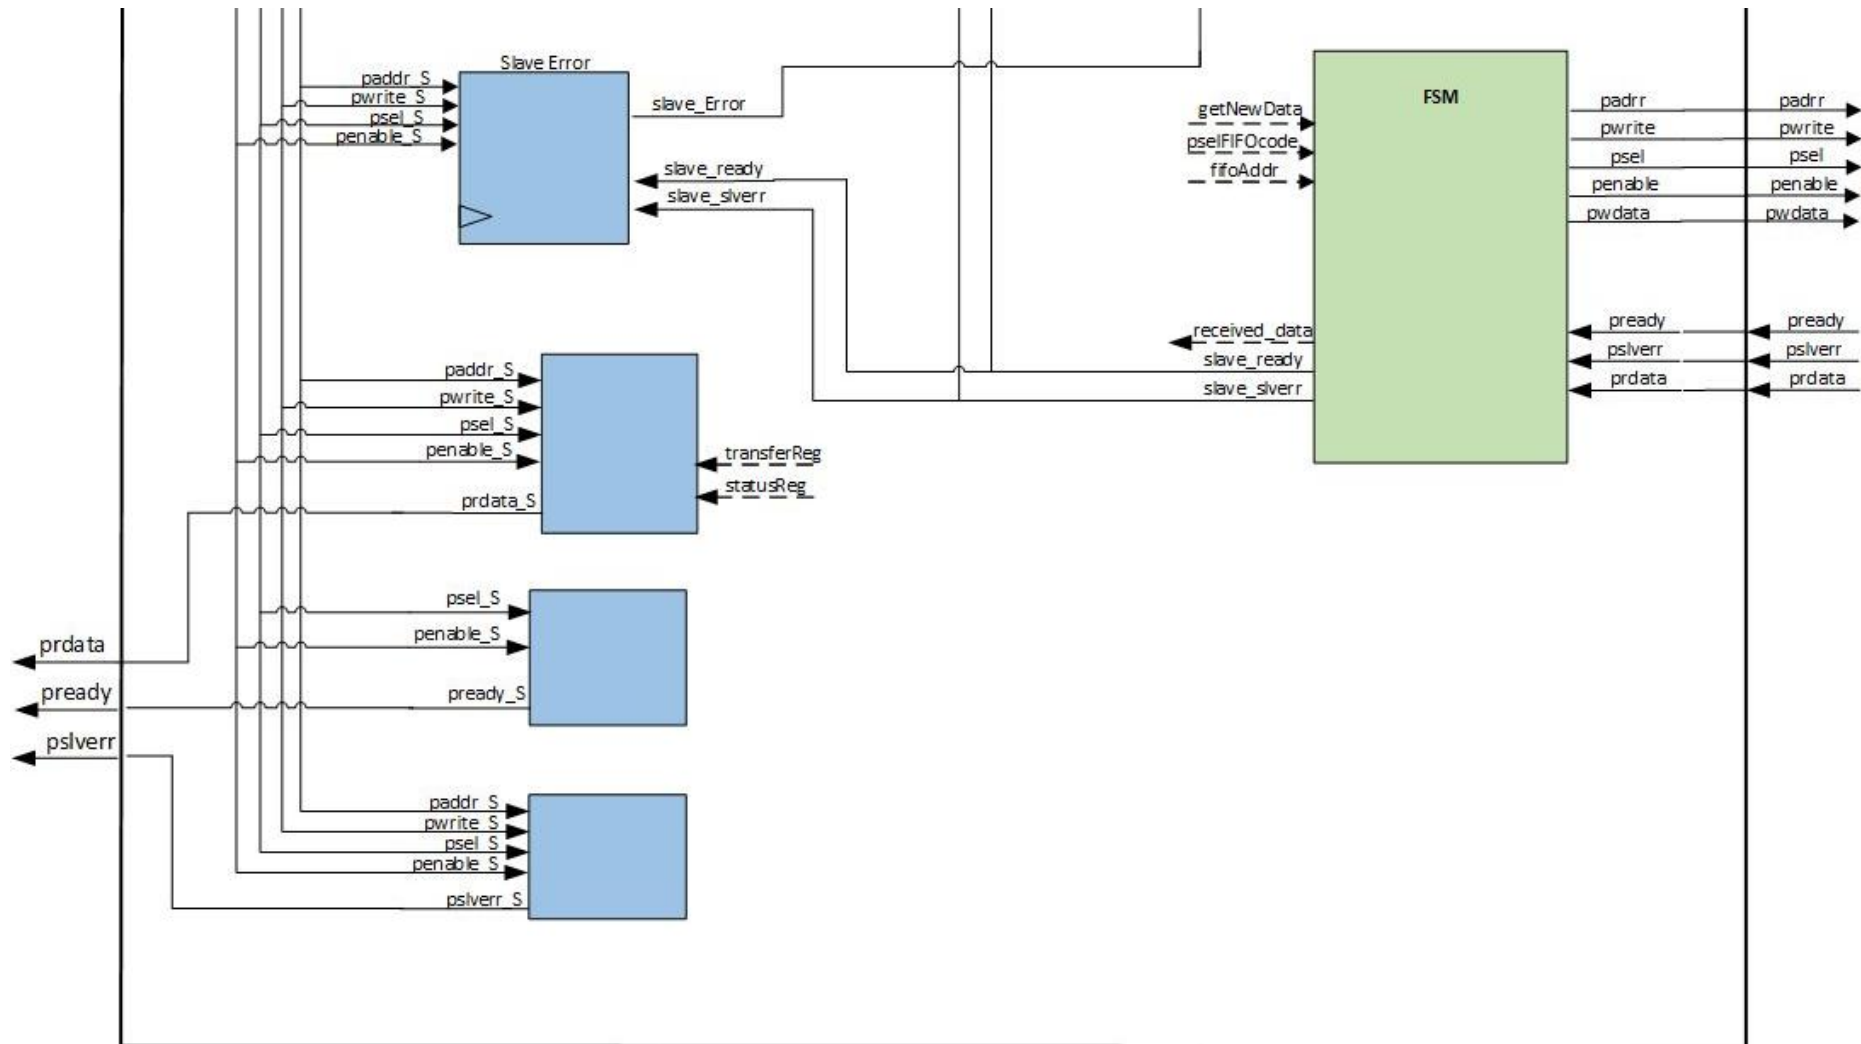 Slave Error
paddr_S
pwrite_S
psel_S
penable_S
slave_Error
slave_ready
slave_slverr
FSM
getNewData
pselFIFOcode
fifoAddr
padrr
padrr
pwrite
pwrite
psel
psel
penable
penable
pwdata
pwdata
received_data
slave_ready
slave_slverr
pready
pready
pslverr
pslverr
prdata
prdata
paddr_S
pwrite_S
psel_S
penable_S
prdata_S
transferReg
statusReg
psel_S
penable_S
pready_S
prdata
pready
pslverr
paddr_S
pwrite_S
psel_S
penable_S
pslverr_S